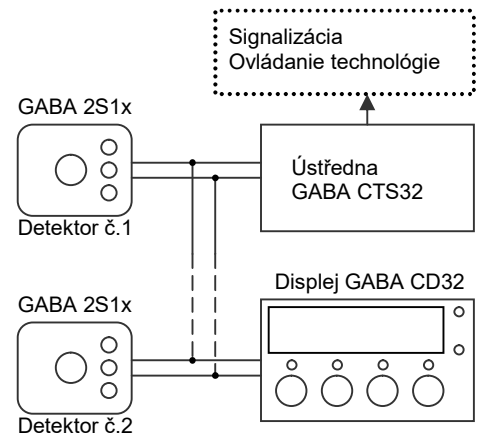 Signalizácia
Ovládanie technológie
GABA 2S1x
Ústředna
GABA CTS32
Detektor č.1
Displej GABA CD32
GABA 2S1x
Detektor č.2